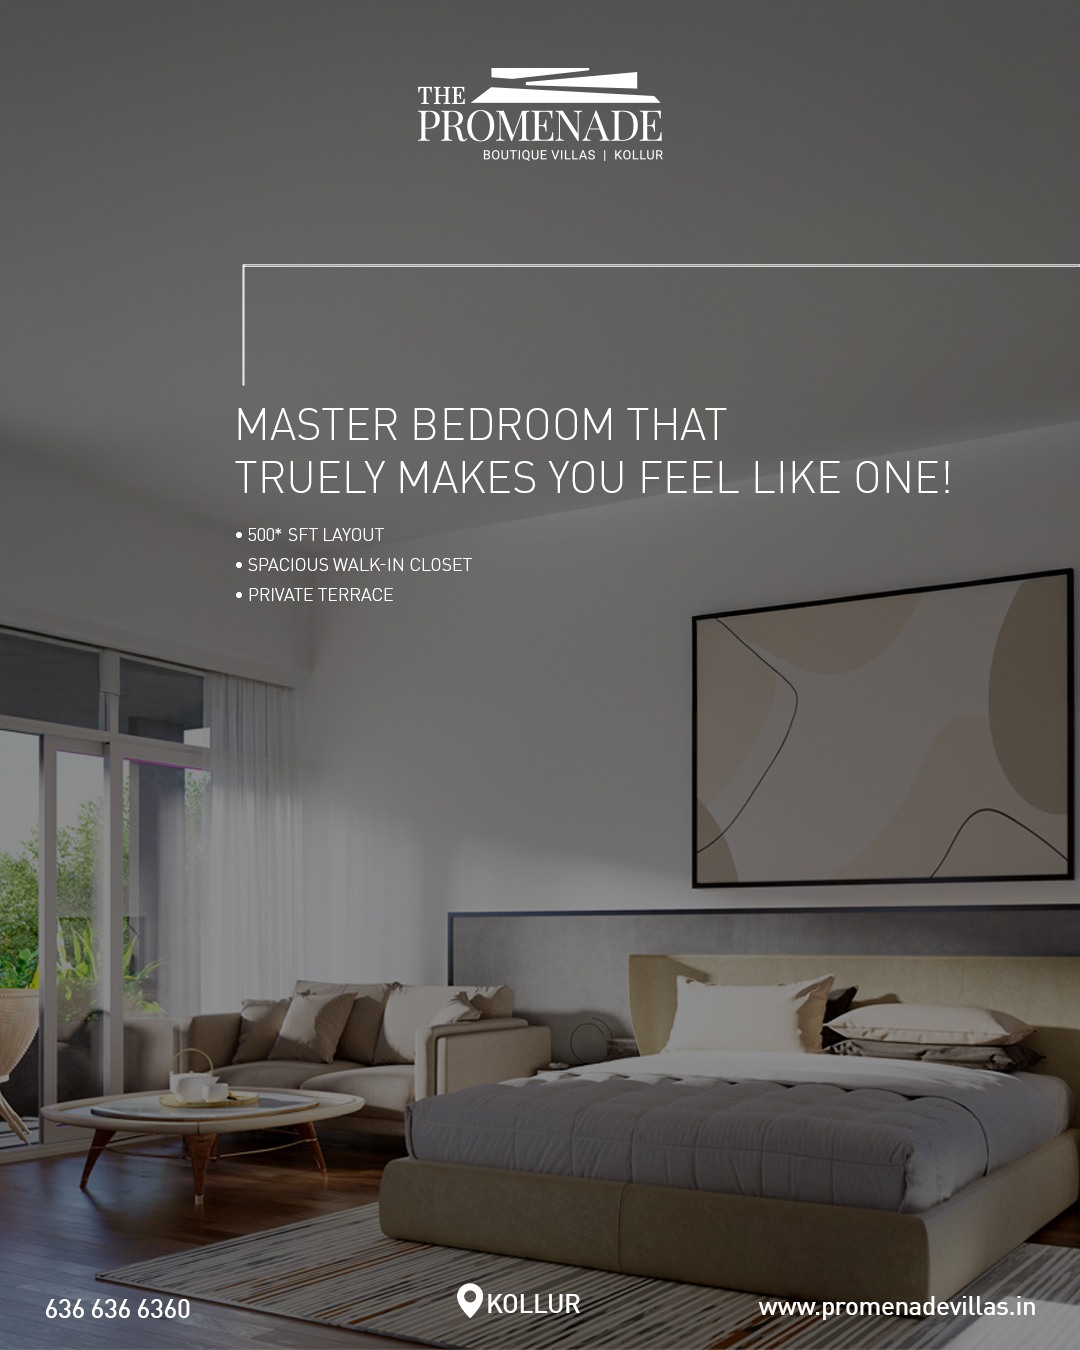 THE
PROMENADE
BOUTIQUE VILLAS | KOLLUR
MASTER BEDROOM THAT
TRUELY MAKES YOU FEEL LIKE ONE!
• 500* SFT LAYOUT
• SPACIOUS WALK-IN CLOSET
• PRIVATE TERRACE
636 636 6360
KOLLUR
www.promenadevillas.in